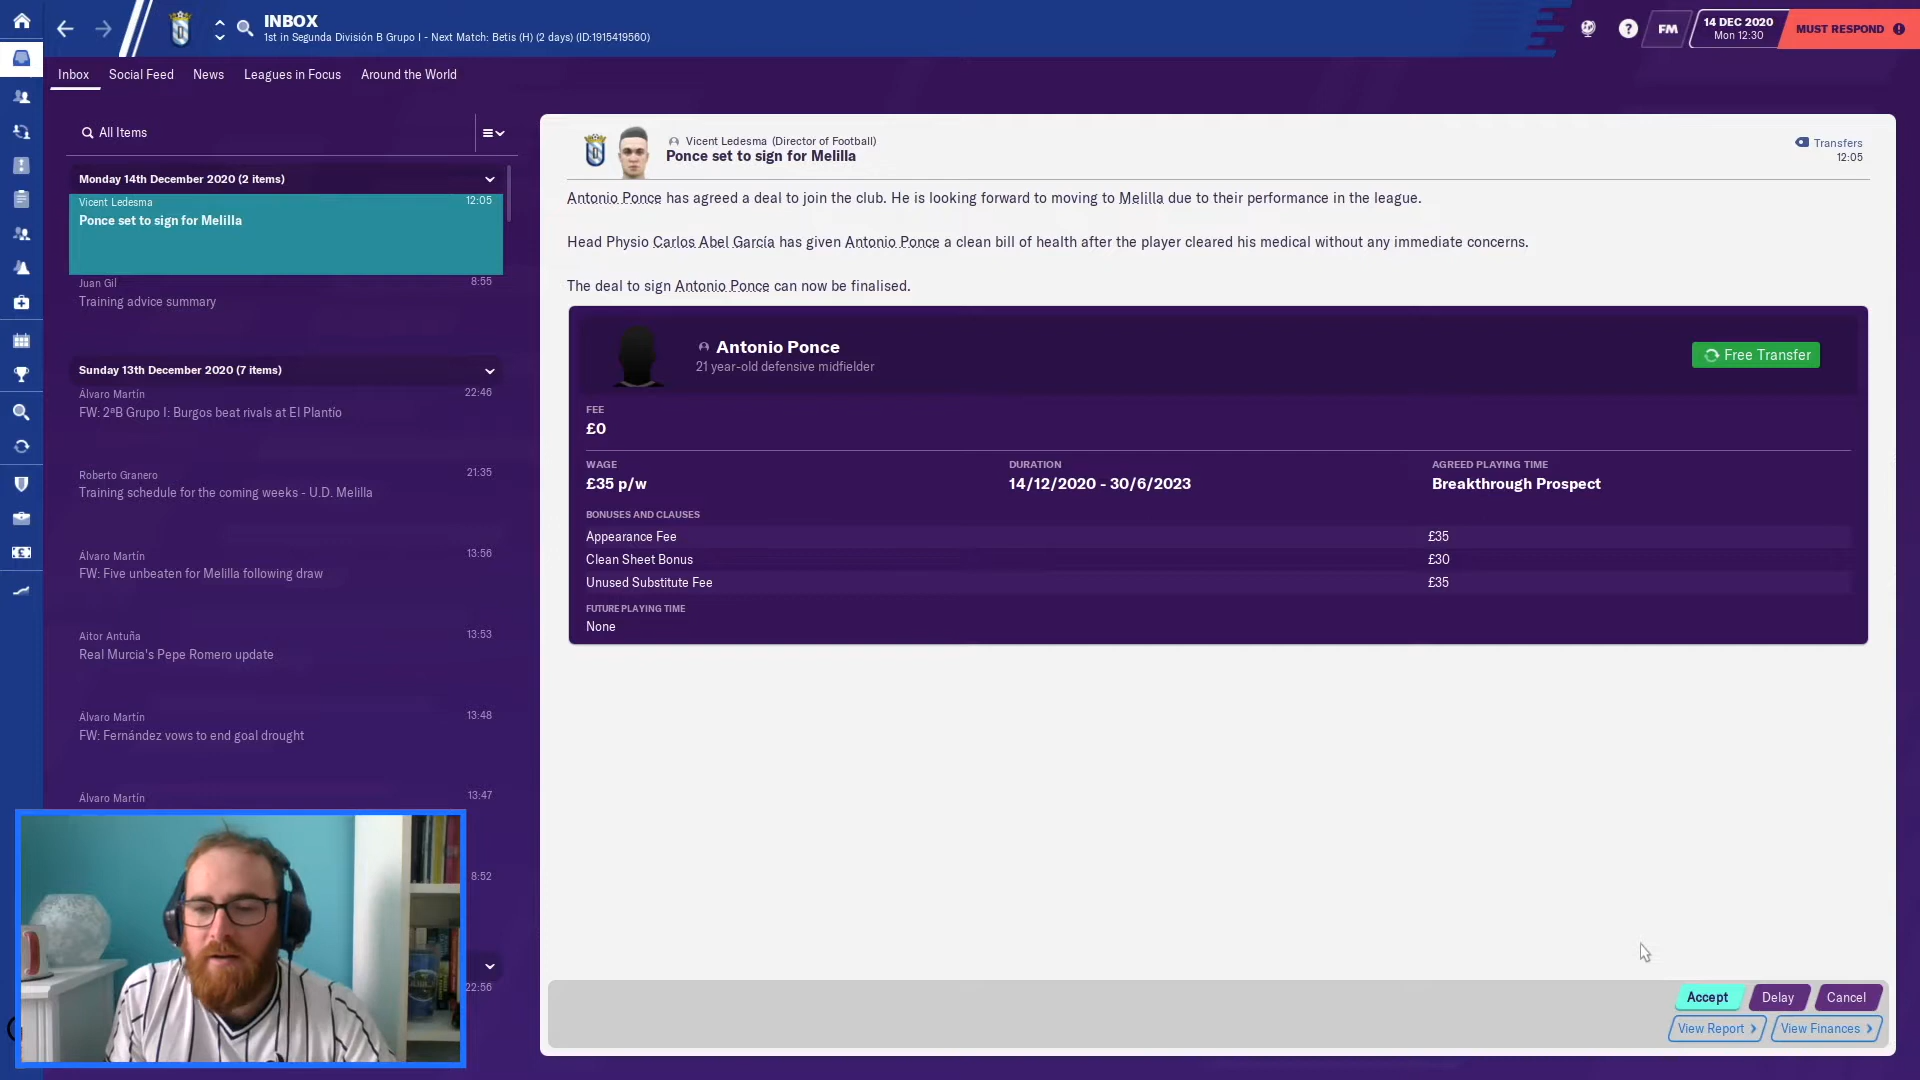 INBOX
1st in Segunda División B Grupo I - Next Match: Betis (H) (2 days) (ID:1915419560)
FM
14 DEC 2020
Mon 12:30
MUST RESPOND
Inbox
Social Feed
News
Leagues in Focus
Around the World
All Items
Monday 14th December 2020 (2 items)
Vicent Ledesma
12:05
Ponce set to sign for Melilla
Juan Gil
8:55
Training advice summary
Sunday 13th December 2020 (7 items)
Álvaro Martín
22:46
FW: 2ªB Grupo I: Burgos beat rivals at El Plantío
Roberto Granero
21:35
Training schedule for the coming weeks - U.D. Melilla
Álvaro Martín
13:56
FW: Five unbeaten for Melilla following draw
Aitor Antuña
13:53
Real Murcia's Pepe Romero update
Álvaro Martín
13:48
FW: Fernández vows to end goal drought
Álvaro Martín
13:47
8:52
22:56
Vicent Ledesma (Director of Football)
Ponce set to sign for Melilla
Transfers
12:05
Antonio Ponce has agreed a deal to join the club. He is looking forward to moving to Melilla due to their performance in the league.
Head Physio Carlos Abel García has given Antonio Ponce a clean bill of health after the player cleared his medical without any immediate concerns.
The deal to sign Antonio Ponce can now be finalised.
Antonio Ponce
21 year-old defensive midfielder
Free Transfer
FEE
£0
WAGE
£35 p/w
DURATION
14/12/2020 - 30/6/2023
AGREED PLAYING TIME
Breakthrough Prospect
BONUSES AND CLAUSES
Appearance Fee
£35
Clean Sheet Bonus
£30
Unused Substitute Fee
£35
FUTURE PLAYING TIME
None
Accept
Delay
Cancel
View Report
View Finances